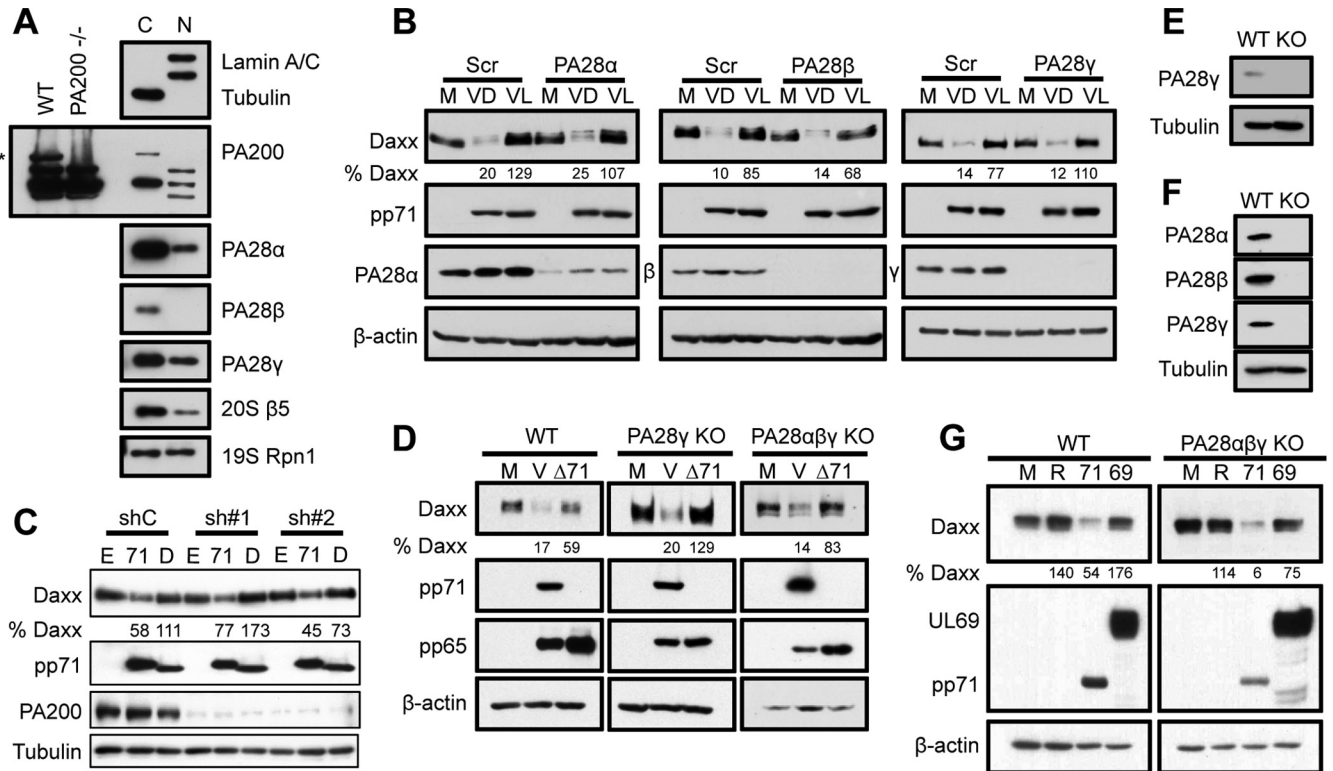 A
C N
WT
PA200 -/-
Lamin A/C
Tubulin
*
PA200
PA28α
PA28β
PA28γ
20S β5
19S Rpn1
B
Scr PA28α Scr PA28β Scr PA28γ
M VD VL M VD VL M VD VL M VD VL M VD VL M VD VL
Daxx
% Daxx 20 129 25 107 10 85 14 68 14 77 12 110
pp71
PA28α β γ
β-actin
C
shC sh#1 sh#2
E 71 D E 71 D E 71 D
Daxx
% Daxx 58 111 77 173 45 73
pp71
PA200
Tubulin
D
WT PA28γ KO PA28αβγ KO
M V Δ71 M V Δ71 M V Δ71
Daxx
% Daxx 17 59 20 129 14 83
pp71
pp65
β-actin
E
WT KO
PA28γ
Tubulin
F
WT KO
PA28α
PA28β
PA28γ
Tubulin
G
WT PA28αβγ KO
M R 71 69 M R 71 69
Daxx
% Daxx 140 54 176 114 6 75
UL69
pp71
β-actin